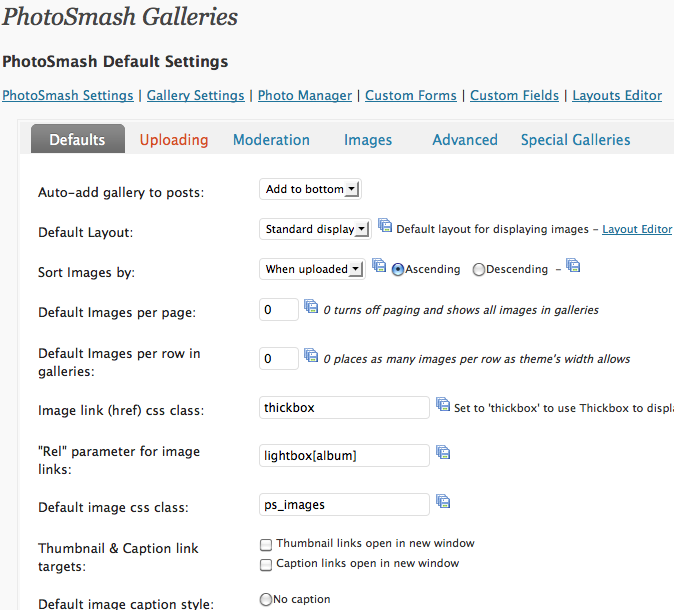 PhotoSmash Galleries
PhotoSmash Default Settings
PhotoSmash Settings | Gallery Settings | Photo Manager | Custom Forms | Custom Fields | Layouts Editor
Defaults Uploading Moderation Images Advanced Special Galleries
Auto-add gallery to posts: Add to bottom
Default Layout: Standard display Default layout for displaying images – Layout Editor
Sort Images by: When uploaded Ascending Descending –
Default Images per page: 0 0 turns off paging and shows all images in galleries
Default Images per row in
galleries: 0 0 places as many images per row as theme's width allows
Image link (href) css class: thickbox Set to 'thickbox' to use Thickbox to displa
"Rel" parameter for image
links: lightbox[album]
Default image css class: ps_images
Thumbnail & Caption link
targets: Thumbnail links open in new window
Caption links open in new window
Default image caption style: No caption